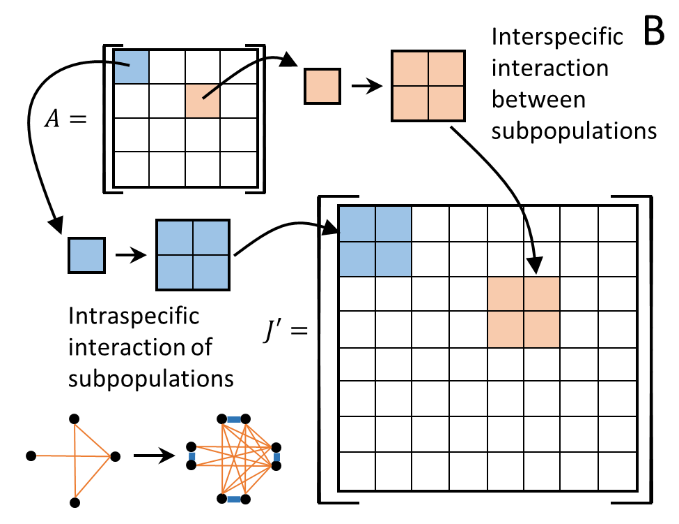 B
Interspecific
interaction
between
subpopulations
A =
Intraspecific
interaction of
subpopulations
J′ =